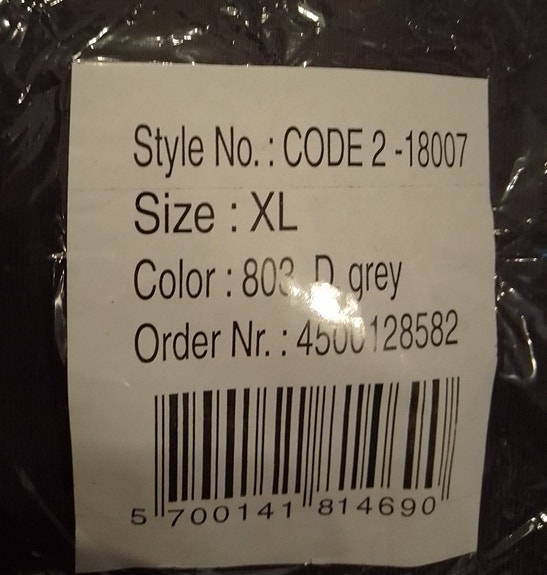 Style No. : CODE 2 -18007
Size : XL
Color : 803 D grey
Order Nr. : 4500128582
5 700141 814690